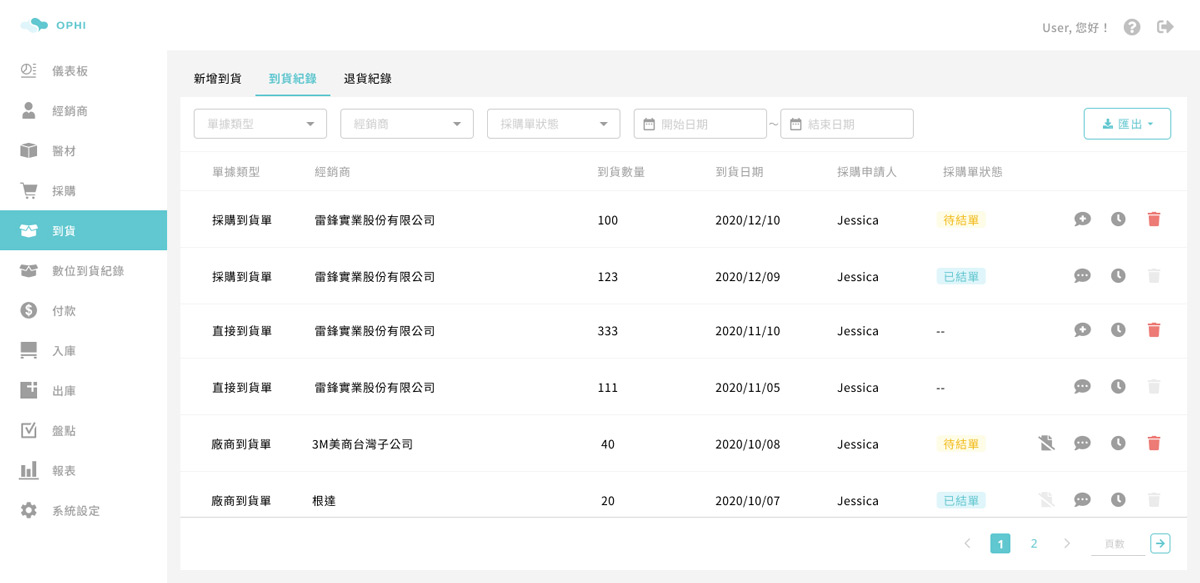 OPHI
User, 您好！
儀表板
經銷商
醫材
採購
到貨
數位到貨紀錄
付款
入庫
出庫
盤點
報表
系統設定
新增到貨 到貨紀錄 退貨紀錄
單據類型 經銷商 採購單狀態 開始日期 ~ 結束日期 匯出
單據類型 經銷商 到貨數量 到貨日期 採購申請人 採購單狀態
採購到貨單 雷鋒實業股份有限公司 100 2020/12/10 Jessica 待結單
採購到貨單 雷鋒實業股份有限公司 123 2020/12/09 Jessica 已結單
直接到貨單 雷鋒實業股份有限公司 333 2020/11/10 Jessica --
直接到貨單 雷鋒實業股份有限公司 111 2020/11/05 Jessica --
廠商到貨單 3M美商台灣子公司 40 2020/10/08 Jessica 待結單
廠商到貨單 根達 20 2020/10/07 Jessica 已結單
1 2 頁數